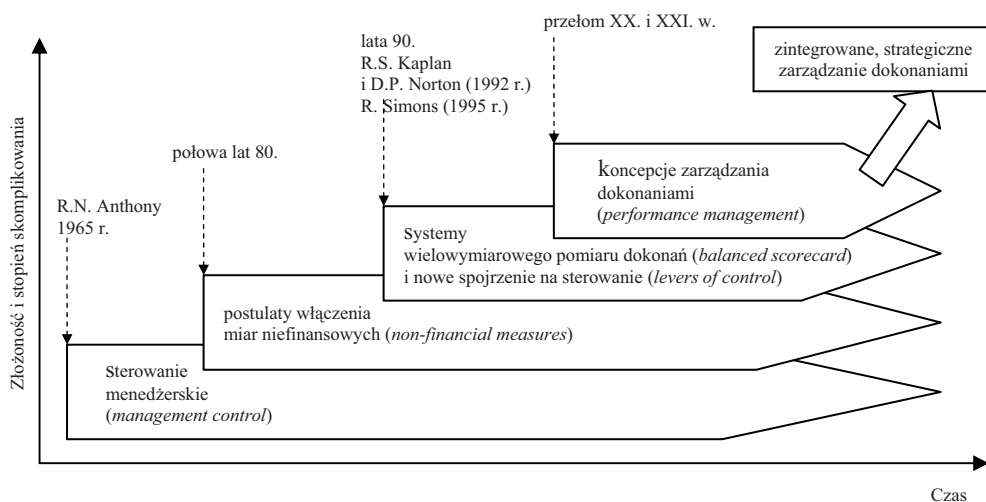 Złożoność i stopień skomplikowania
R.N. Anthony
1965 r.
połowa lat 80.
lata 90.
R.S. Kaplan
i D.P. Norton (1992 r.)
R. Simons (1995 r.)
przełom XX. i XXI. w.
zintegrowane, strategiczne
zarządzanie dokonaniami
koncepcje zarządzania
dokonaniami
(performance management)
systemy
wielowymiarowego pomiaru dokonań (balanced scorecard)
i nowe spojrzenie na sterowanie (levers of control)
postulaty włączenia
miar niefinansowych (non-financial measures)
sterowanie
menedżerskie
(management control)
Czas